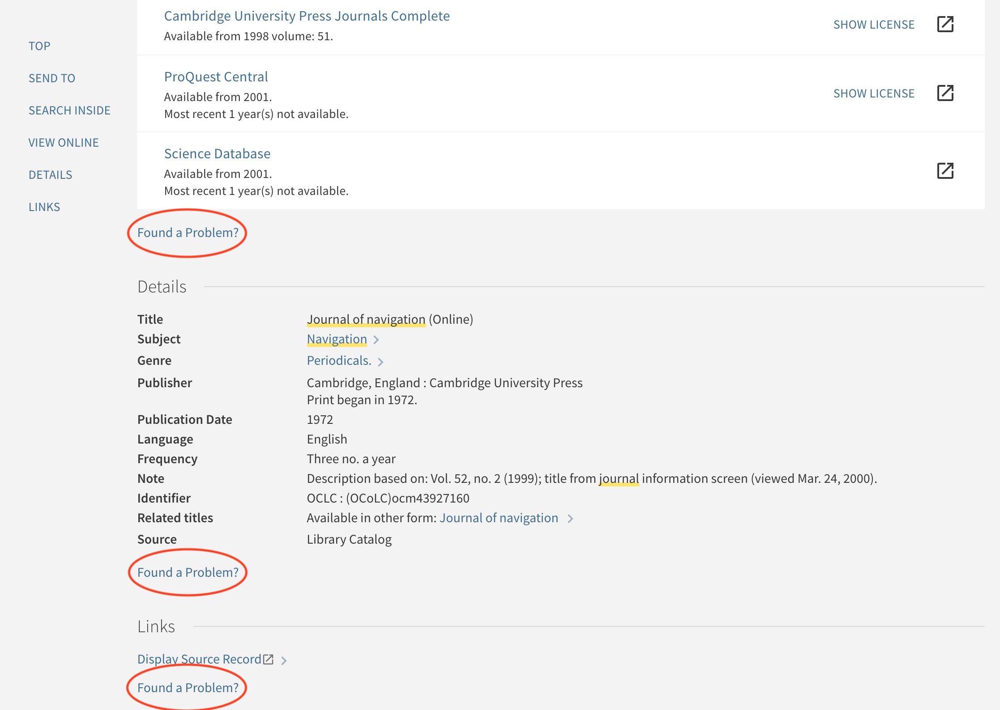 TOP
SEND TO
SEARCH INSIDE
VIEW ONLINE
DETAILS
LINKS
Cambridge University Press Journals Complete
Available from 1998 volume: 51.
SHOW LICENSE
ProQuest Central
Available from 2001.
Most recent 1 year(s) not available.
SHOW LICENSE
Science Database
Available from 2001.
Most recent 1 year(s) not available.
Found a Problem?
Details
Title Journal of navigation (Online)
Subject Navigation
Genre Periodicals.
Publisher Cambridge, England : Cambridge University Press
Print began in 1972.
Publication Date 1972
Language English
Frequency Three no. a year
Note Description based on: Vol. 52, no. 2 (1999); title from journal information screen (viewed Mar. 24, 2000).
Identifier OCLC : (OCoLC)ocm43927160
Related titles Available in other form: Journal of navigation
Source Library Catalog
Found a Problem?
Links
Display Source Record
Found a Problem?